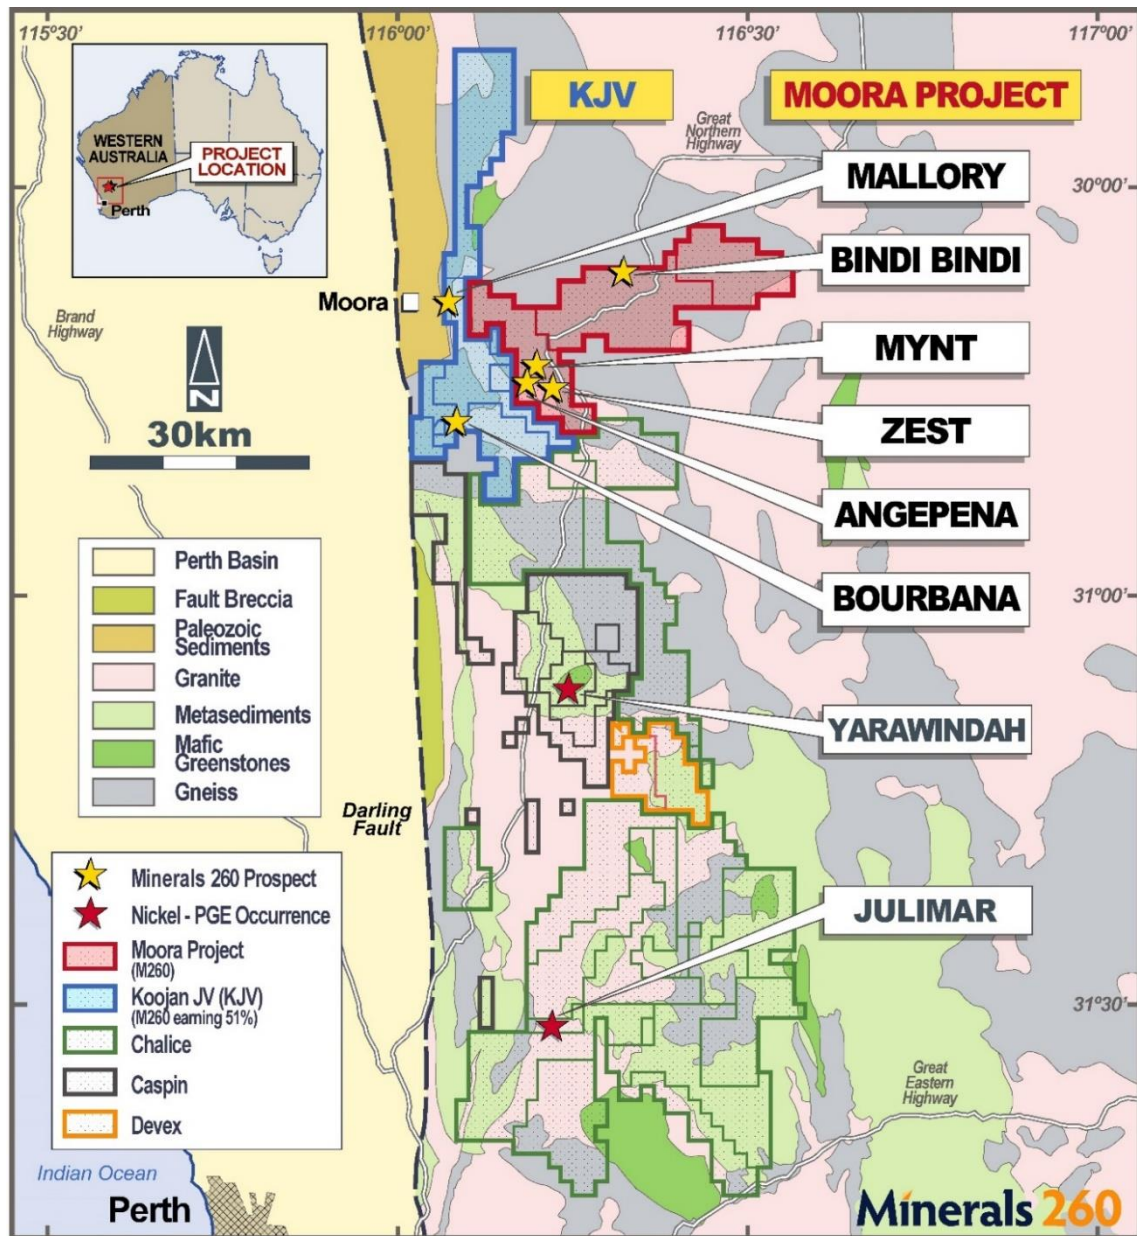 115°30'
116°00'
116°30'
117°00'
WESTERN
AUSTRALIA
PROJECT
LOCATION
Perth
KJV
MOORA PROJECT
Great
Northern
Highway
MALLORY
30°00'
BINDI BINDI
Moora
Brand
Highway
MYNT
N
ZEST
30km
ANGEPENA
BOURBANA
31°00'
Perth Basin
Fault Breccia
Paleozoic
Sediments
Granite
Metasediments
Mafic
Greenstones
Gneiss
YARAWINDAH
Darling
Fault
Minerals 260 Prospect
Nickel - PGE Occurrence
Moora Project
(M260)
Koojan JV (KJV)
(M260 earning 51%)
Chalice
Caspin
Devex
JULIMAR
31°30'
Great
Eastern
Highway
Indian Ocean
Perth
Minerals 260